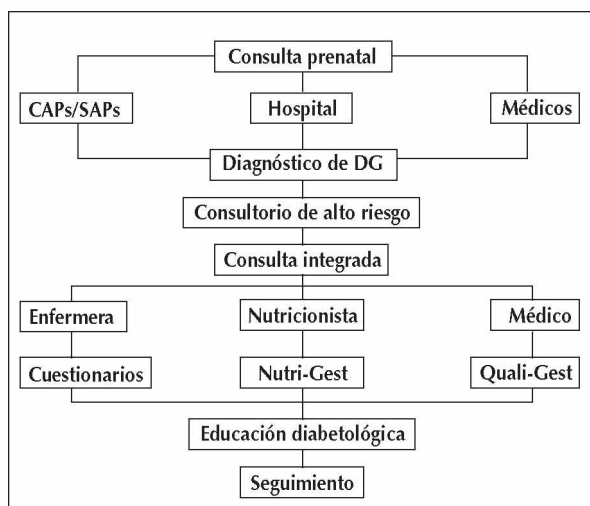 Consulta prenatal
CAPs/SAPs
Hospital
Médicos
Diagnóstico de DG
Consultorio de alto riesgo
Consulta integrada
Enfermera
Nutricionista
Médico
Cuestionarios
Nutri-Gest
Quali-Gest
Educación diabetológica
Seguimiento